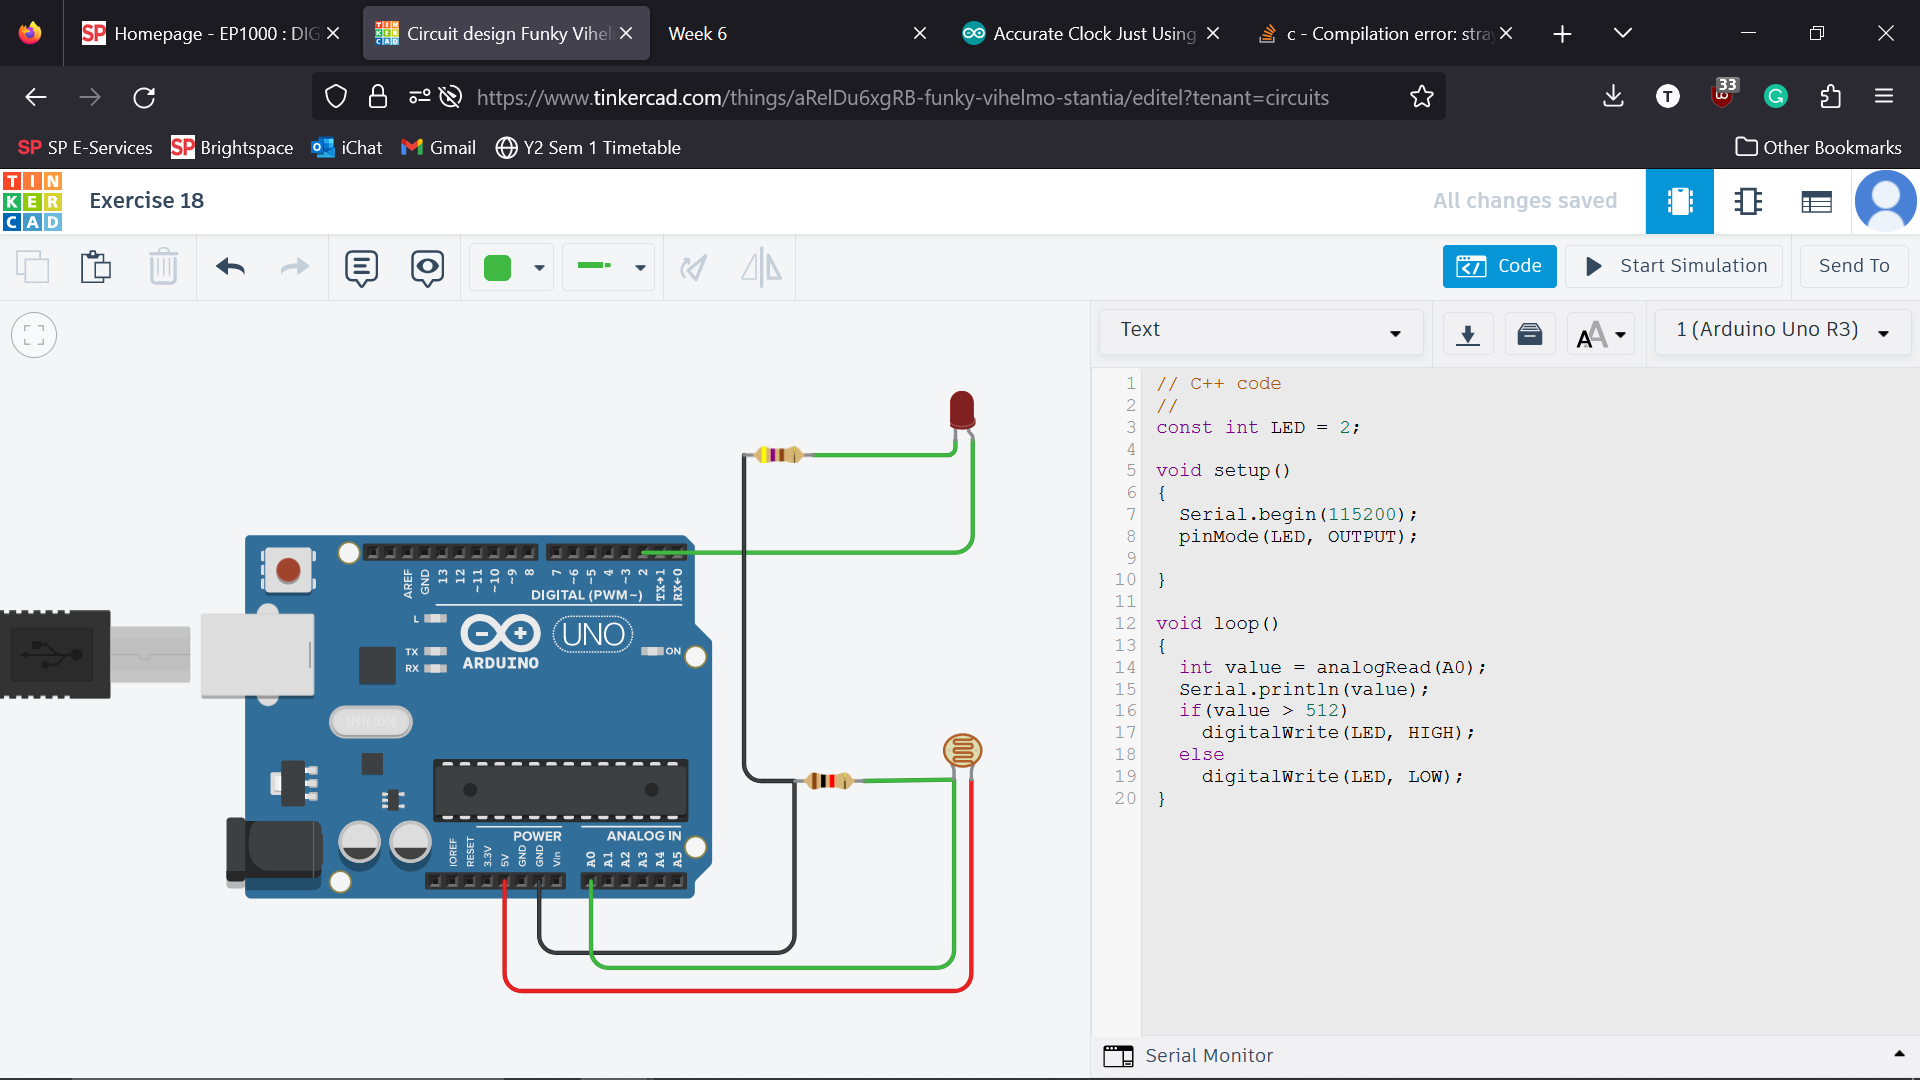 Homepage - EP1000 : DIG
Circuit design Funky Vihel
Week 6
Accurate Clock Just Using
c - Compilation error: stray
https://www.tinkercad.com/things/aRelDu6xgRB-funky-vihelmo-stantia/editel?tenant=circuits
T
33
G
SP SP E-Services
SP Brightspace
iChat
Gmail
Y2 Sem 1 Timetable
Other Bookmarks
TINKERCAD
Exercise 18
All changes saved
Code
Start Simulation
Send To
Text
1 (Arduino Uno R3)
1 // C++ code
2 //
3 const int LED = 2;
4
5 void setup()
6 {
7 Serial.begin(115200);
8 pinMode(LED, OUTPUT);
9
10 }
11
12 void loop()
13 {
14 int value = analogRead(A0);
15 Serial.println(value);
16 if(value > 512)
17 digitalWrite(LED, HIGH);
18 else
19 digitalWrite(LED, LOW);
20 }
AREF GND 13 12 ~11 ~10 ~9 8 7 ~6 ~5 4 ~3 2 TX→1 RX←0
DIGITAL (PWM~)
L
TX
RX
ARDUINO
UNO
ON
POWER
ANALOG IN
IOREF RESET 3.3V 5V GND GND Vin A0 A1 A2 A3 A4 A5
Serial Monitor